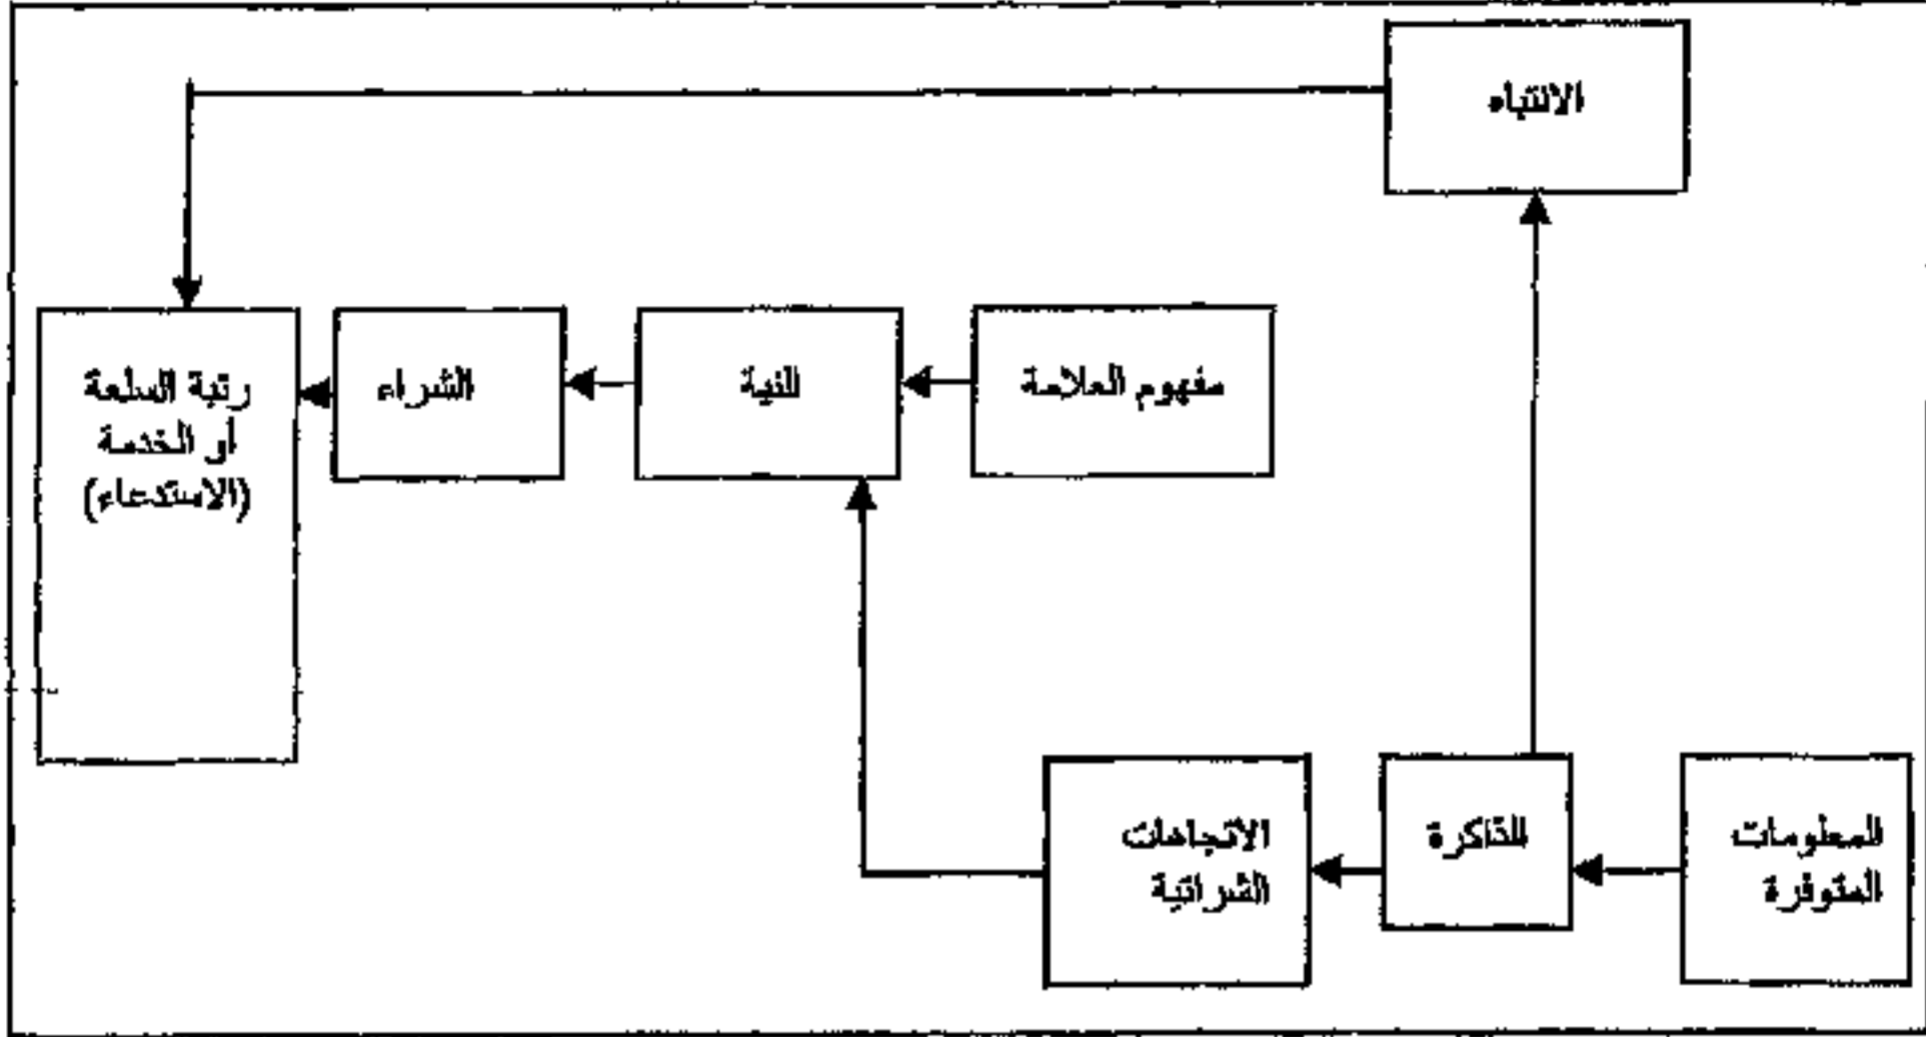 الانتباه
مفهوم العلامة
النية
الشراء
رتبة السلعة
أو الخدمة
(الاستدعاء)
المعلومات
المتوفرة
الذاكرة
الاتجاهات
الشرائية